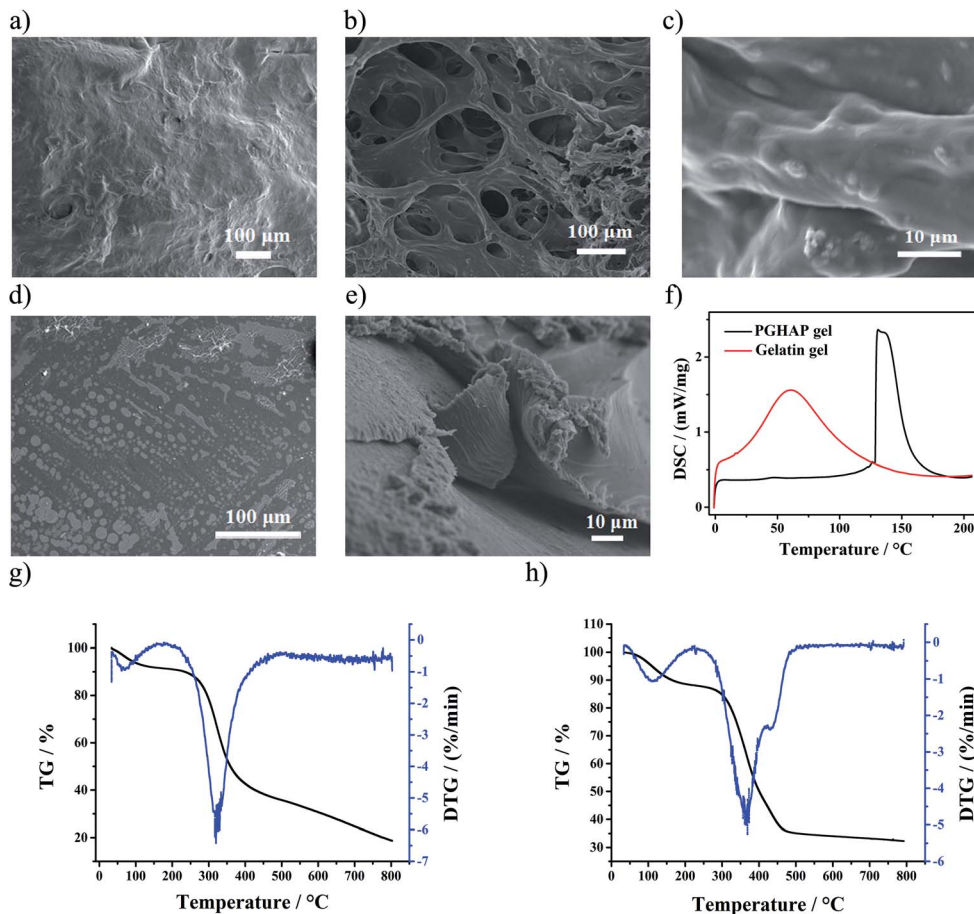 a)
b)
c)
100 µm
100 µm
10 µm
d)
e)
f)
100 µm
10 µm
PGHAP gel
Gelatin gel
DSC / (mW/mg)
2
1
0
0
50
100
150
200
Temperature / °C
g)
h)
100
80
60
40
20
TG / %
0
-1
-2
-3
-4
-5
-6
-7
DTG / (%/min)
0 100 200 300 400 500 600 700 800
Temperature / °C
110
100
90
80
70
60
50
40
30
TG / %
0
-1
-2
-3
-4
-5
-6
DTG / (%/min)
0 100 200 300 400 500 600 700 800
Temperature / °C